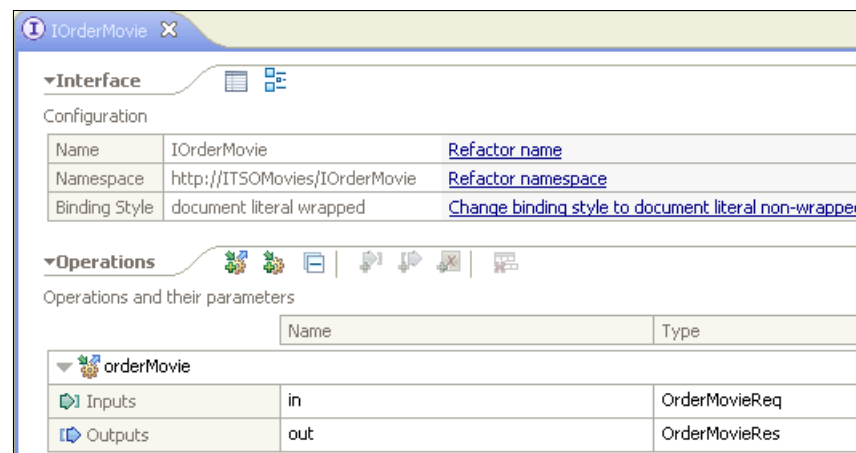 IOrderMovie
Interface
Configuration
Name IOrderMovie Refactor name
Namespace http://ITSOMovies/IOrderMovie Refactor namespace
Binding Style document literal wrapped Change binding style to document literal non-wrapped
Operations
Operations and their parameters
Name Type
orderMovie
Inputs in OrderMovieReq
Outputs out OrderMovieRes